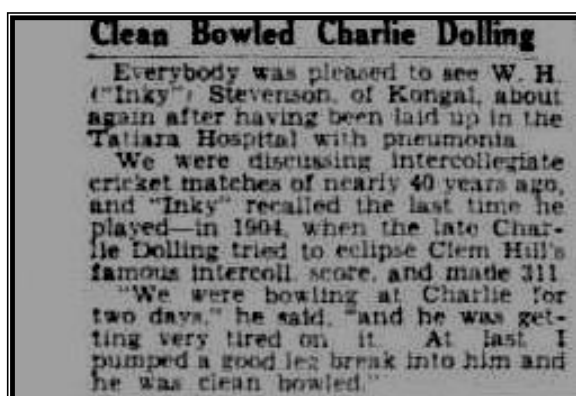 Clean Bowled Charlie Dolling
Everybody was pleased to see W. H.
("Inky") Stevenson, of Kongal, about
again after having been laid up in the
Tatiara Hospital with pneumonia
We were discussing intercollegiate
cricket matches of nearly 40 years ago,
and "Inky" recalled the last time he
played—in 1904, when the late Char-
lie Dolling tried to eclipse Clem Hill's
famous intercoll. score, and made 311.
"We were bowling at Charlie for
two days," he said, "and he was get-
ting very tired on it. At last I
pumped a good leg break into him and
he was clean bowled."